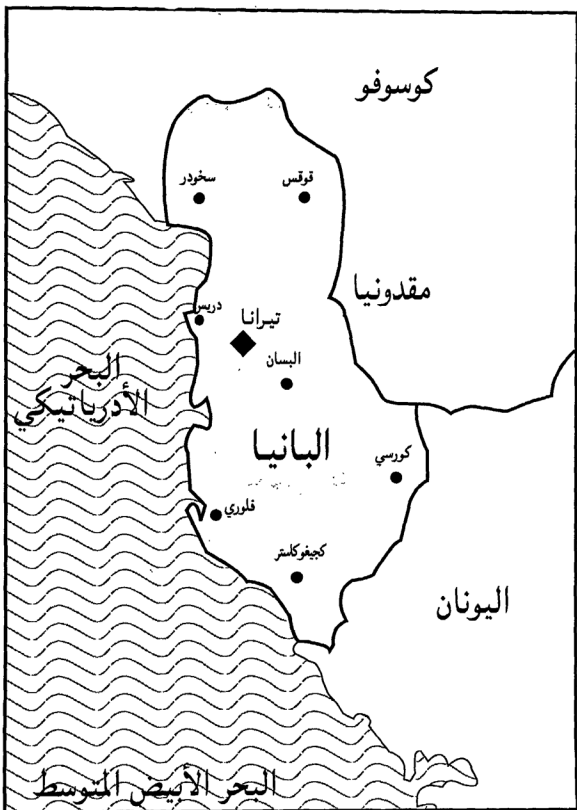 كوسوفو
قوقس
سخودر
مقدونيا
تيرانا
دريس
البسان
البحر
الأدرياتيكي
البانيا
كورسي
فلوري
كجيغوكاستر
اليونان
البحر الأبيض المتوسط